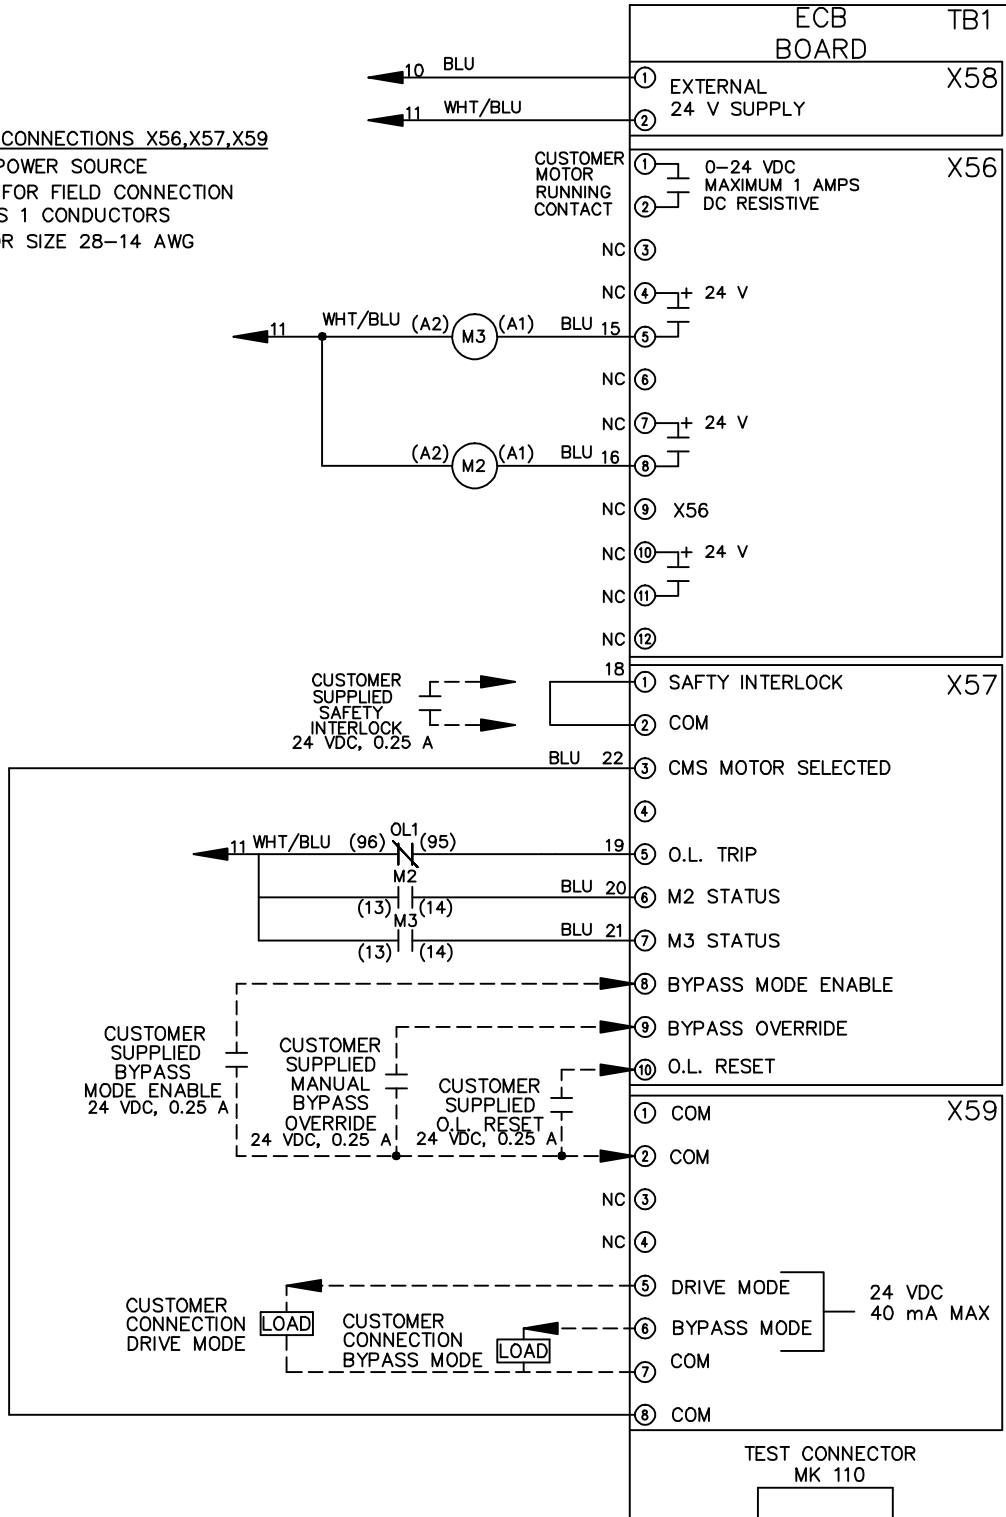 ECB TB1
BOARD
10 BLU
① EXTERNAL X58
24 V SUPPLY
11 WHT/BLU
②
CONNECTIONS X56,X57,X59
POWER SOURCE
FOR FIELD CONNECTION
S 1 CONDUCTORS
OR SIZE 28–14 AWG
CUSTOMER
MOTOR
RUNNING
CONTACT
① X56
0–24 VDC
MAXIMUM 1 AMPS
DC RESISTIVE
②
NC ③
NC ④ + 24 V
11 WHT/BLU (A2) M3 (A1) BLU 15 ⑤
NC ⑥
NC ⑦ + 24 V
(A2) M2 (A1) BLU 16 ⑧
NC ⑨ X56
NC ⑩ + 24 V
NC ⑪
NC ⑫
CUSTOMER
SUPPLIED
SAFETY
INTERLOCK
24 VDC, 0.25 A
18 ① SAFTY INTERLOCK X57
② COM
BLU 22 ③ CMS MOTOR SELECTED
④
11 WHT/BLU (96) OL1 (95) 19 ⑤ O.L. TRIP
M2
(13) (14) BLU 20 ⑥ M2 STATUS
M3
(13) (14) BLU 21 ⑦ M3 STATUS
⑧ BYPASS MODE ENABLE
⑨ BYPASS OVERRIDE
⑩ O.L. RESET
CUSTOMER
SUPPLIED
BYPASS
MODE ENABLE
24 VDC, 0.25 A
CUSTOMER
SUPPLIED
MANUAL
BYPASS
OVERRIDE
24 VDC, 0.25 A
CUSTOMER
SUPPLIED
O.L. RESET
24 VDC, 0.25 A
① COM X59
② COM
NC ③
NC ④
⑤ DRIVE MODE
⑥ BYPASS MODE
24 VDC
40 mA MAX
⑦ COM
⑧ COM
CUSTOMER
CONNECTION
DRIVE MODE
LOAD
CUSTOMER
CONNECTION
BYPASS MODE
LOAD
TEST CONNECTOR
MK 110